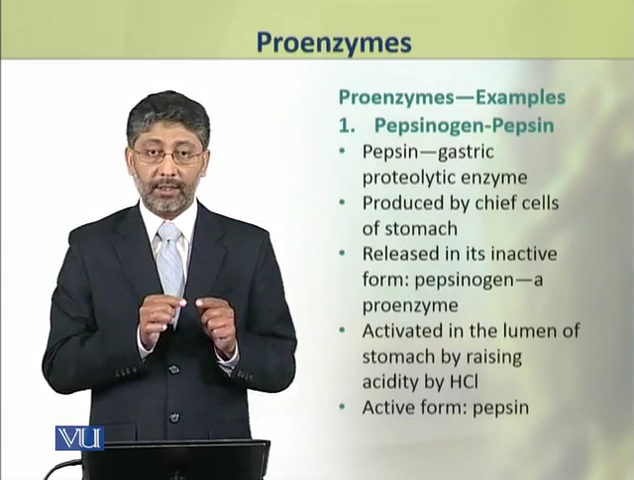 Proenzymes
Proenzymes—Examples
1. Pepsinogen-Pepsin
• Pepsin—gastric
proteolytic enzyme
• Produced by chief cells
of stomach
• Released in its inactive
form: pepsinogen—a
proenzyme
• Activated in the lumen of
stomach by raising
acidity by HCl
• Active form: pepsin
VU